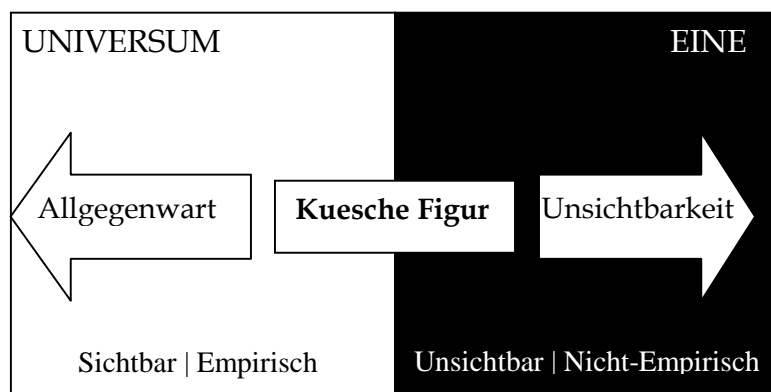 UNIVERSUM
EINE
Allgegenwart
Kuesche Figur
Unsichtbarkeit
Sichtbar | Empirisch
Unsichtbar | Nicht-Empirisch